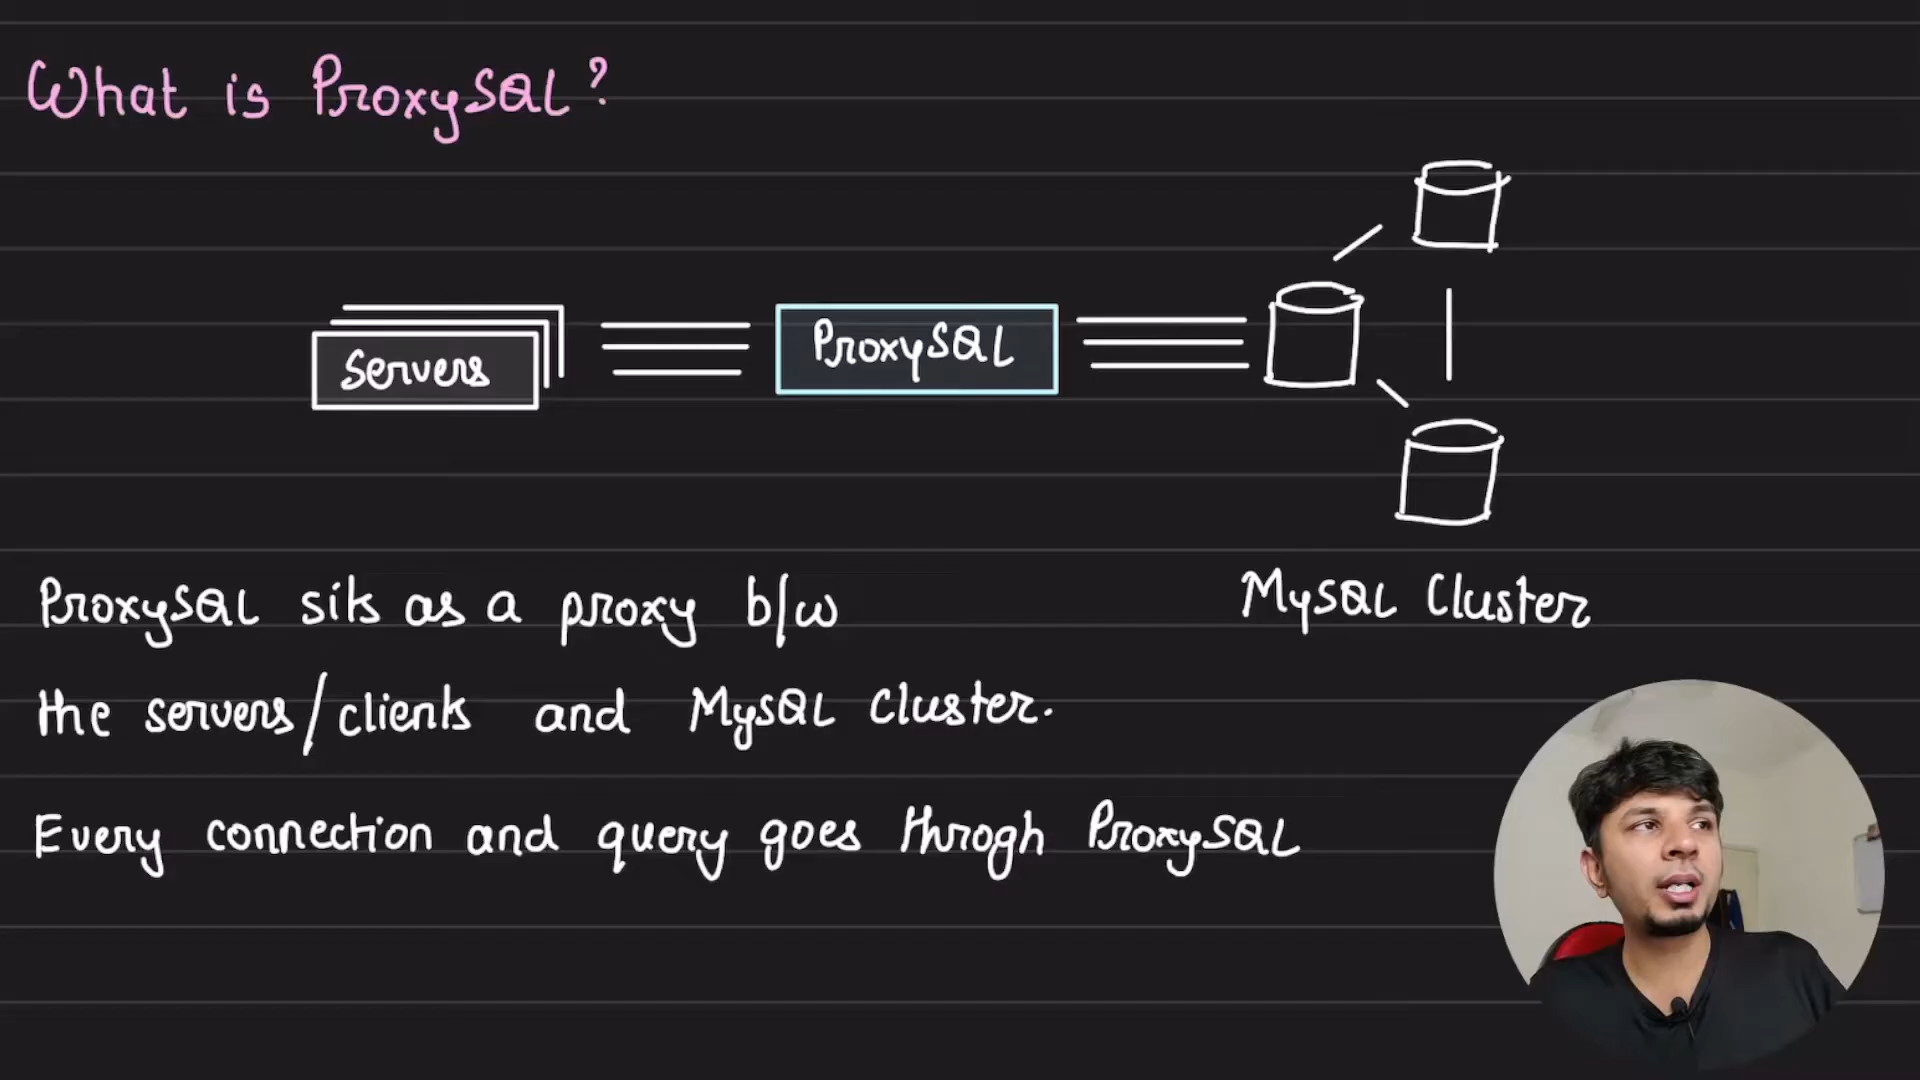 What is ProxySQL?
Servers
ProxySQL
ProxySQL sits as a proxy b/w
MySQL Cluster
the servers/clients and MySQL Cluster.
Every connection and query goes throgh ProxySQL